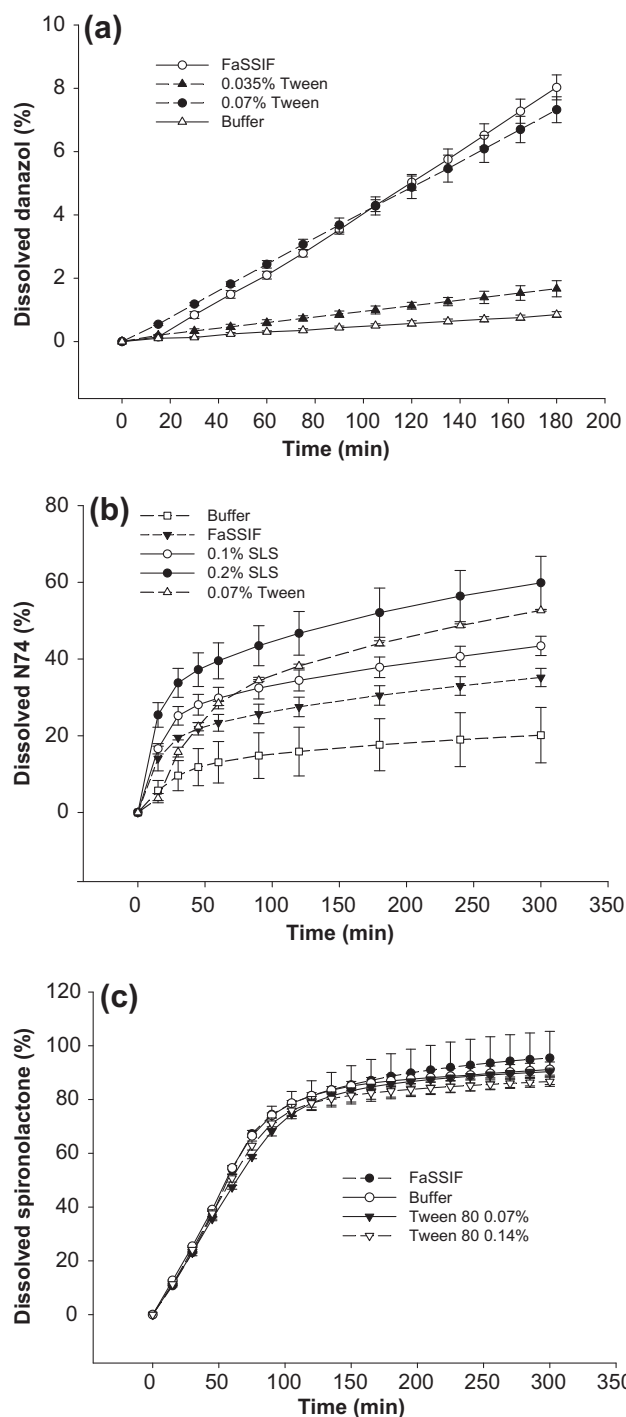 (a)
10
8
6
4
2
0
Dissolved danazol (%)
FaSSIF
0.035% Tween
0.07% Tween
Buffer
0 20 40 60 80 100 120 140 160 180 200
Time (min)
(b)
80
60
40
20
0
Dissolved N74 (%)
Buffer
FaSSIF
0.1% SLS
0.2% SLS
0.07% Tween
0 50 100 150 200 250 300 350
Time (min)
(c)
120
100
80
60
40
20
0
Dissolved spironolactone (%)
FaSSIF
Buffer
Tween 80 0.07%
Tween 80 0.14%
0 50 100 150 200 250 300 350
Time (min)